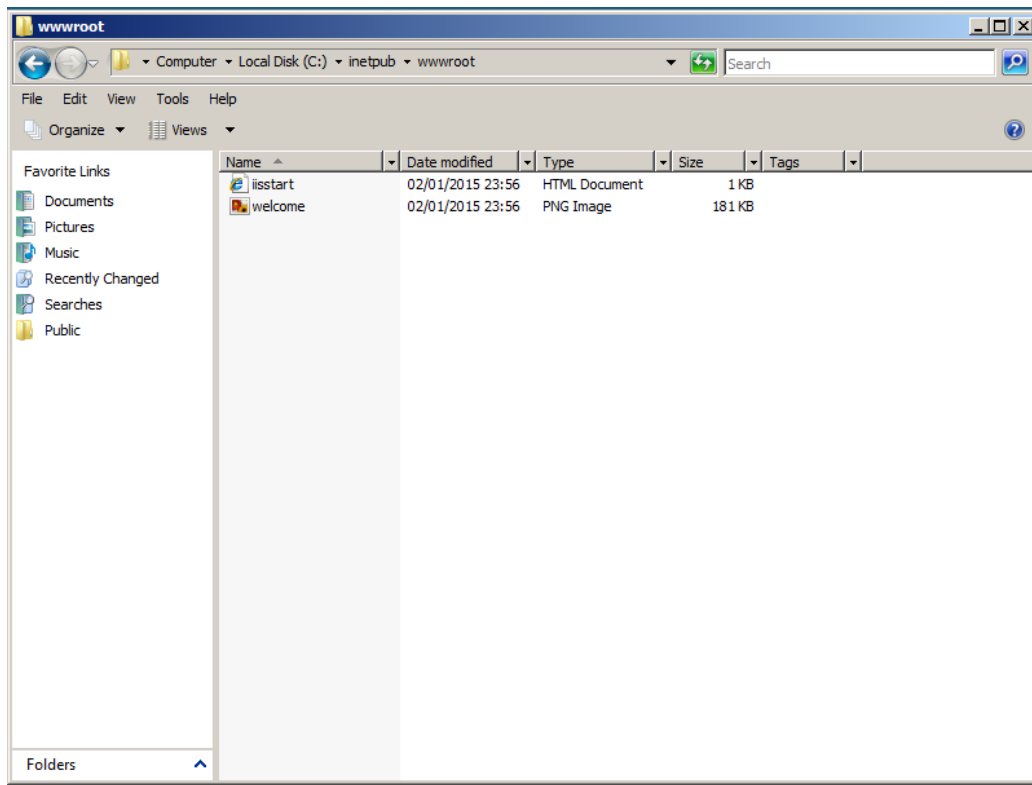 wwwroot
Computer Local Disk (C:) inetpub wwwroot Search
File Edit View Tools Help
Organize Views
Favorite Links
Documents
Pictures
Music
Recently Changed
Searches
Public
Folders
Name Date modified Type Size Tags
iisstart 02/01/2015 23:56 HTML Document 1 KB
welcome 02/01/2015 23:56 PNG Image 181 KB